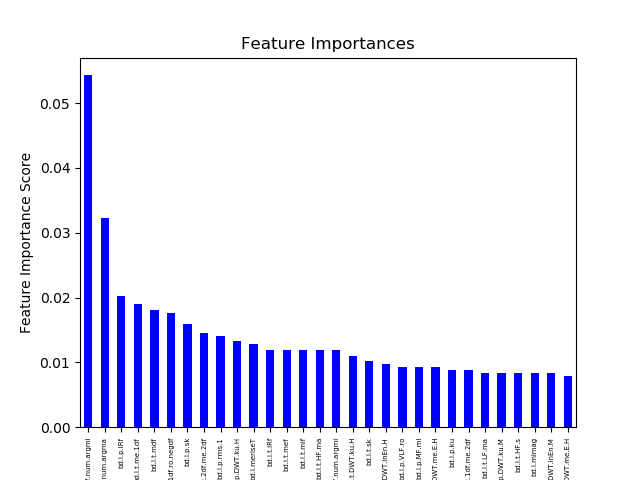 Feature Importances
Feature Importance Score
0.05
0.04
0.03
0.02
0.01
0.00
.num.argmi
num.argma
bd.l.p.lRf
d.l.t.me.1df
bd.l.t.mdf
1df.ro.negdf
bd.l.p.sk
:2df.me.2df
bd.l.p.rms.1
p.DWT.ku.H
bd.l.meriseT
bd.l.t.lRf
bd.l.t.mef
bd.l.t.mif
bd.l.t.HF.ma
.num.argmi
t.DWT.ku.H
bd.l.t.sk
DWT.lnEn.H
bd.l.p.VLF.ro
bd.l.p.MF.mi
DWT.me.E.H
bd.l.p.ku
:1df.me.2df
bd.l.t.LF.ma
p.DWT.ku.M
bd.l.t.HF.s
bd.l.mimag
DWT.lnEn.M
DWT.me.E.H